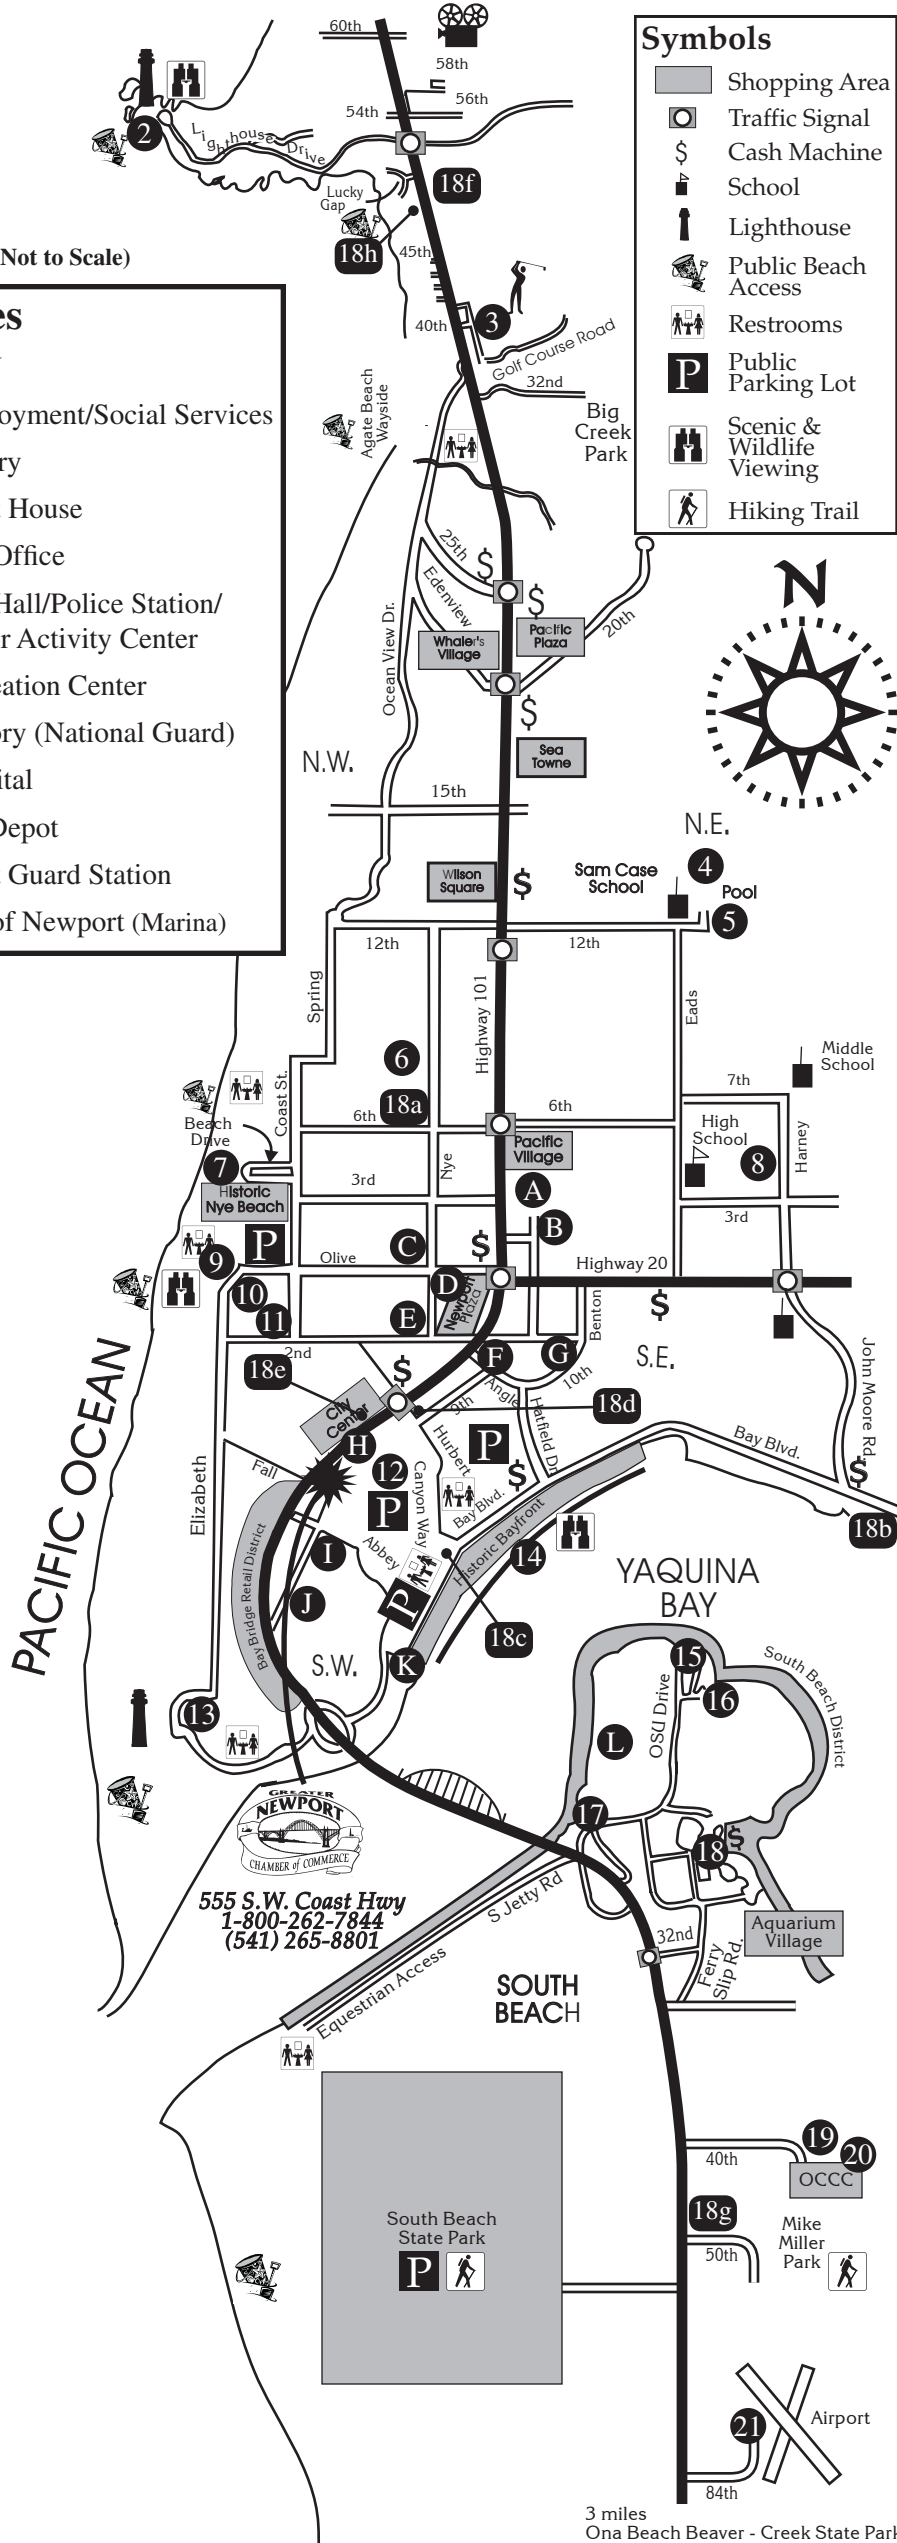 60th
58th
56th
54th
Lighthouse Drive
2
18f
Lucky
Gap
18h
45th
Not to Scale)
40th
3
Golf Course Road
32nd
Big
Creek
Park
Agate Beach
Wayside
Symbols
Shopping Area
Traffic Signal
$ Cash Machine
School
Lighthouse
Public Beach
Access
Restrooms
P Public
Parking Lot
Scenic &
Wildlife
Viewing
Hiking Trail
es
oyment/Social Services
ry
House
Office
Hall/Police Station/
r Activity Center
eation Center
ory (National Guard)
ital
Depot
Guard Station
of Newport (Marina)
N
25th
$
$
Edenview
Ocean View Dr.
20th
Whaler's
Village
Pacific
Plaza
$
Sea
Towne
N.W.
15th
N.E.
Wilson
Square
$
Sam Case
School
4
Pool
5
12th
12th
Spring
Highway 101
Eads
6
18a
Middle
School
7th
Coast St.
6th
6th
High
School
8
Harney
Beach
Drive
7
Nye
Pacific
Village
3rd
A
B
3rd
Historic
Nye Beach
P
9
Olive
C
$
Highway 20
10
11
D
Newport
Plaza
E
Benton
$
2nd
F
G
S.E.
18e
$
10th
9th
Angle
Hatfield Dr.
18d
City
Center
H
12
P
Hurbert
P
$
Bay Blvd.
Bay Blvd.
John Moore Rd.
$
18b
PACIFIC OCEAN
Elizabeth
Fall
Canyon Way
Abbey
Historic Bayfront
14
I
J
Bay Bridge Retail District
P
18c
K
S.W.
YAQUINA
BAY
13
15
16
OSU Drive
L
South Beach District
17
18
$
GREATER
NEWPORT
CHAMBER of COMMERCE
555 S.W. Coast Hwy
1-800-262-7844
(541) 265-8801
S Jetty Rd
Equestrian Access
32nd
Ferry
Slip Rd.
Aquarium
Village
SOUTH
BEACH
19
20
40th
OCCC
South Beach
State Park
P
18g
50th
Mike
Miller
Park
21
Airport
84th
3 miles
Ona Beach Beaver - Creek State Park